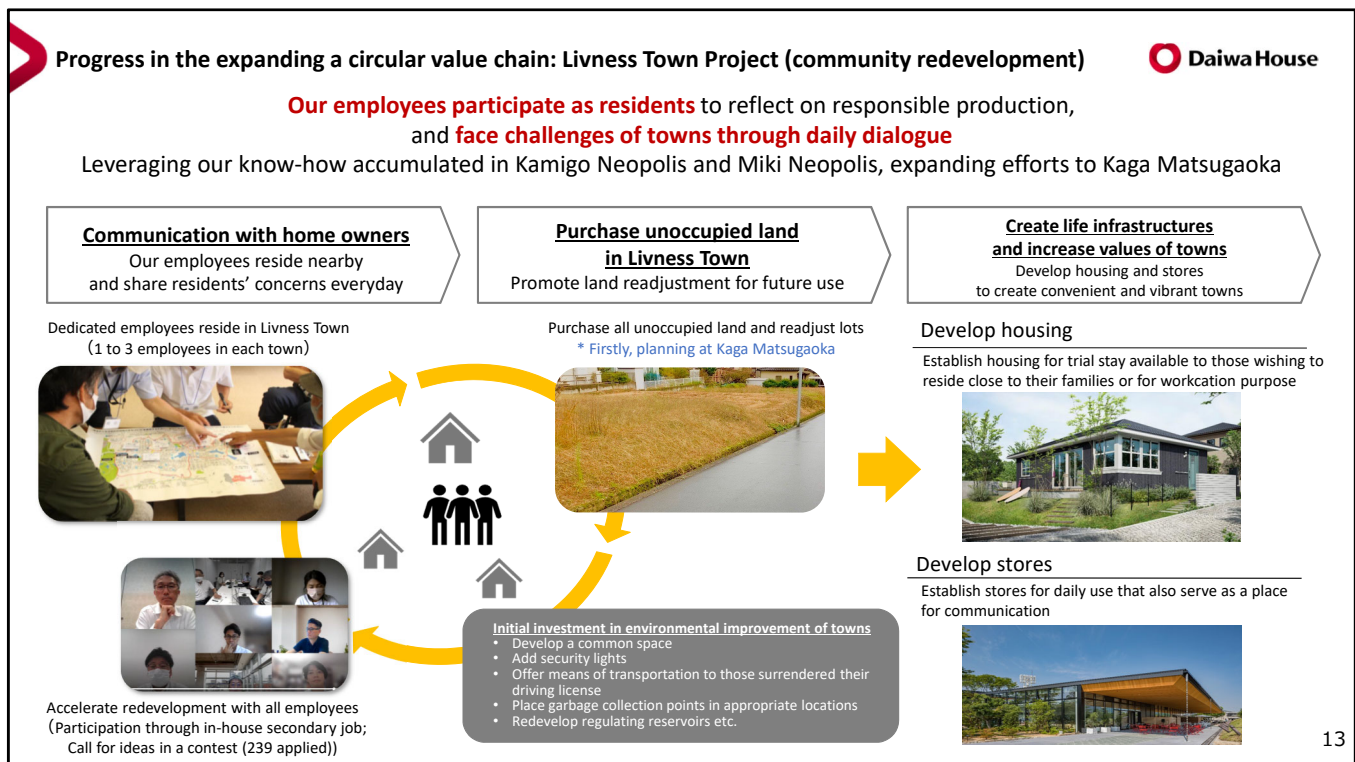 Progress in the expanding a circular value chain: Livness Town Project (community redevelopment)
Daiwa House
Our employees participate as residents to reflect on responsible production,
and face challenges of towns through daily dialogue
Leveraging our know-how accumulated in Kamigo Neopolis and Miki Neopolis, expanding efforts to Kaga Matsugaoka
Communication with home owners
Our employees reside nearby
and share residents' concerns everyday
Purchase unoccupied land
in Livness Town
Promote land readjustment for future use
Create life infrastructures
and increase values of towns
Develop housing and stores
to create convenient and vibrant towns
Dedicated employees reside in Livness Town
(1 to 3 employees in each town)
Purchase all unoccupied land and readjust lots
* Firstly, planning at Kaga Matsugaoka
Develop housing
Establish housing for trial stay available to those wishing to
reside close to their families or for workcation purpose
Develop stores
Establish stores for daily use that also serve as a place
for communication
Initial investment in environmental improvement of towns
• Develop a common space
• Add security lights
• Offer means of transportation to those surrendered their
driving license
• Place garbage collection points in appropriate locations
• Redevelop regulating reservoirs etc.
Accelerate redevelopment with all employees
(Participation through in-house secondary job;
Call for ideas in a contest (239 applied))
13